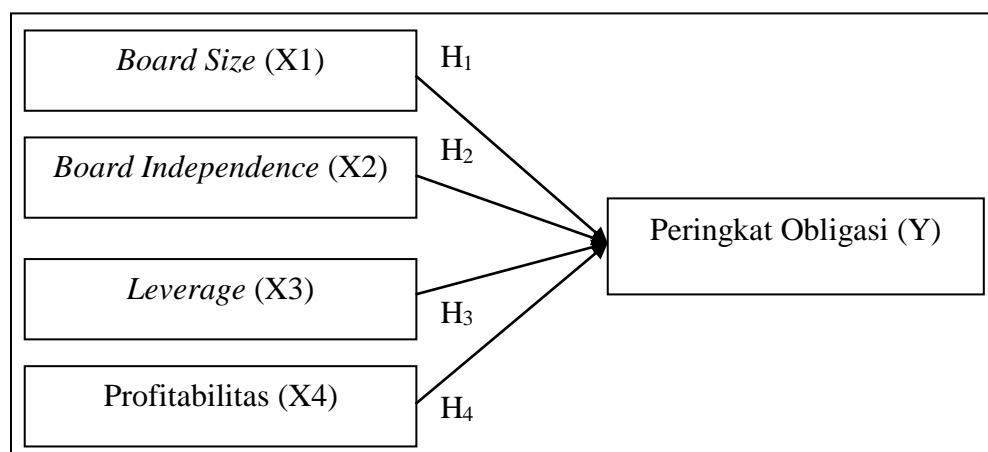 Board Size (X1)
H1
Board Independence (X2)
H2
Peringkat Obligasi (Y)
Leverage (X3)
H3
Profitabilitas (X4)
H4